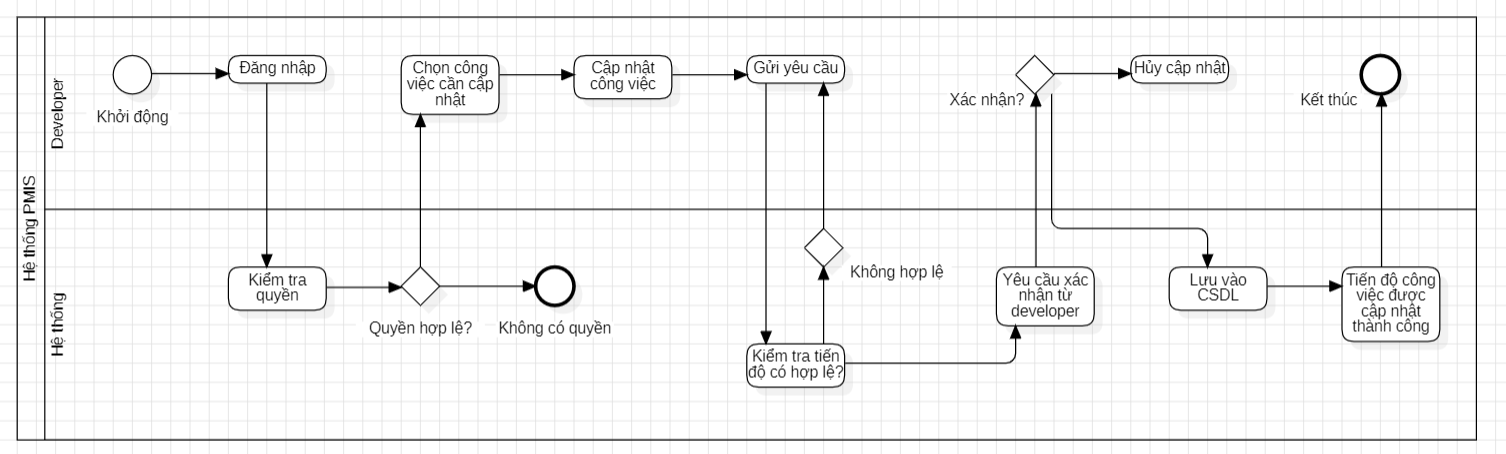 Hệ thống PMIS
Developer
Khởi động
Đăng nhập
Chọn công
việc cần cập
nhật
Cập nhật
công việc
Gửi yêu cầu
Xác nhận?
Hủy cập nhật
Kết thúc
Hệ thống
Kiểm tra
quyền
Quyền hợp lệ?
Không có quyền
Không hợp lệ
Kiểm tra tiến
độ có hợp lệ?
Yêu cầu xác
nhận từ
developer
Lưu vào
CSDL
Tiến độ công
việc được
cập nhật
thành công